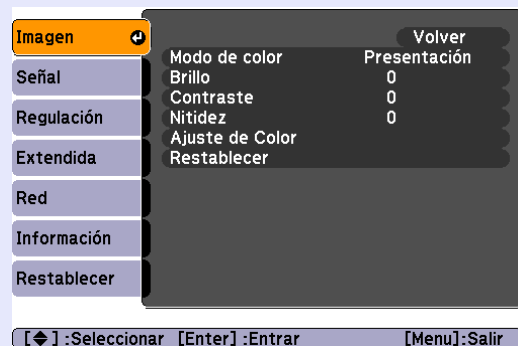 Imagen
Señal
Regulación
Extendida
Red
Información
Restablecer
Volver
Modo de color Presentación
Brillo 0
Contraste 0
Nitidez 0
Ajuste de Color
Restablecer
[◆] :Seleccionar [Enter] :Entrar [Menu]:Salir